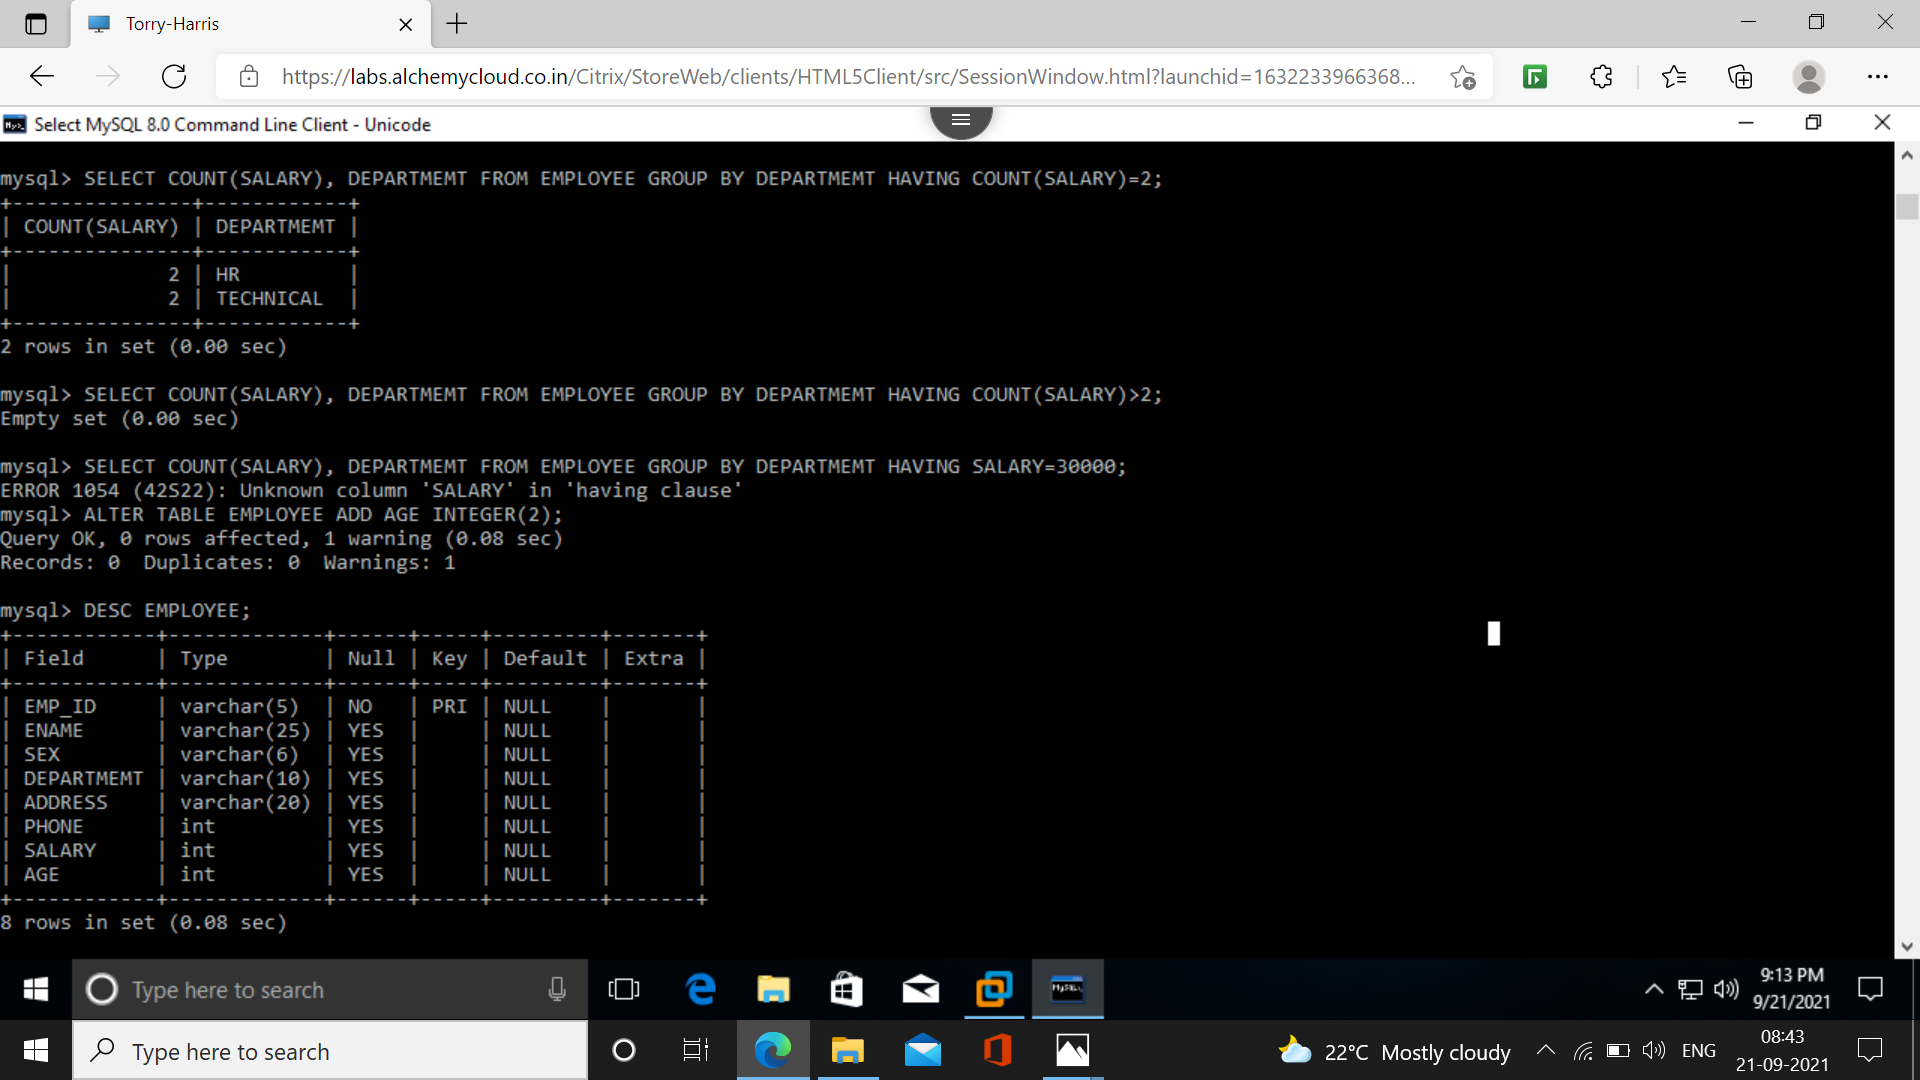 Torry-Harris
https://labs.alchemycloud.co.in/Citrix/StoreWeb/clients/HTML5Client/src/SessionWindow.html?launchid=1632233966368...
Select MySQL 8.0 Command Line Client - Unicode
mysql> SELECT COUNT(SALARY), DEPARTMEMT FROM EMPLOYEE GROUP BY DEPARTMEMT HAVING COUNT(SALARY)=2;
+---------------+------------+
| COUNT(SALARY) | DEPARTMEMT |
+---------------+------------+
|             2 | HR         |
|             2 | TECHNICAL  |
+---------------+------------+
2 rows in set (0.00 sec)
mysql> SELECT COUNT(SALARY), DEPARTMEMT FROM EMPLOYEE GROUP BY DEPARTMEMT HAVING COUNT(SALARY)>2;
Empty set (0.00 sec)
mysql> SELECT COUNT(SALARY), DEPARTMEMT FROM EMPLOYEE GROUP BY DEPARTMEMT HAVING SALARY=30000;
ERROR 1054 (42S22): Unknown column 'SALARY' in 'having clause'
mysql> ALTER TABLE EMPLOYEE ADD AGE INTEGER(2);
Query OK, 0 rows affected, 1 warning (0.08 sec)
Records: 0  Duplicates: 0  Warnings: 1
mysql> DESC EMPLOYEE;
+------------+-------------+------+-----+---------+-------+
| Field      | Type        | Null | Key | Default | Extra |
+------------+-------------+------+-----+---------+-------+
| EMP_ID     | varchar(5)  | NO   | PRI | NULL    |       |
| ENAME      | varchar(25) | YES  |     | NULL    |       |
| SEX        | varchar(6)  | YES  |     | NULL    |       |
| DEPARTMEMT | varchar(10) | YES  |     | NULL    |       |
| ADDRESS    | varchar(20) | YES  |     | NULL    |       |
| PHONE      | int         | YES  |     | NULL    |       |
| SALARY     | int         | YES  |     | NULL    |       |
| AGE        | int         | YES  |     | NULL    |       |
+------------+-------------+------+-----+---------+-------+
8 rows in set (0.08 sec)
Type here to search
9:13 PM
9/21/2021
Type here to search
22°C Mostly cloudy
ENG
08:43
21-09-2021